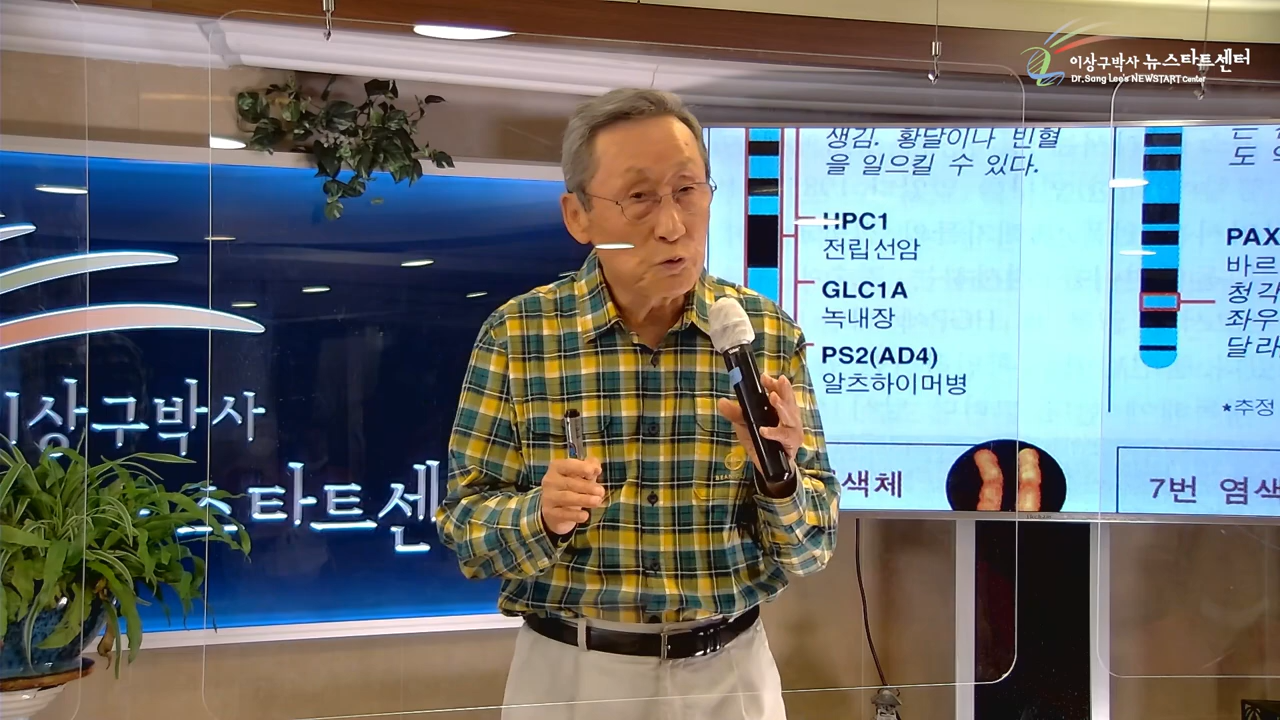 이상구박사 뉴스타트센터
Dr. Sang Lee's NEWSTART Center
생김. 황달이나 빈혈
을 일으킬 수 있다.
HPC1
전립선암
GLC1A
녹내장
PS2(AD4)
알츠하이머병
색체
도
PAX
바르
청각
좌우
달라
★추정
7번 염색
이상구박사
스타트센